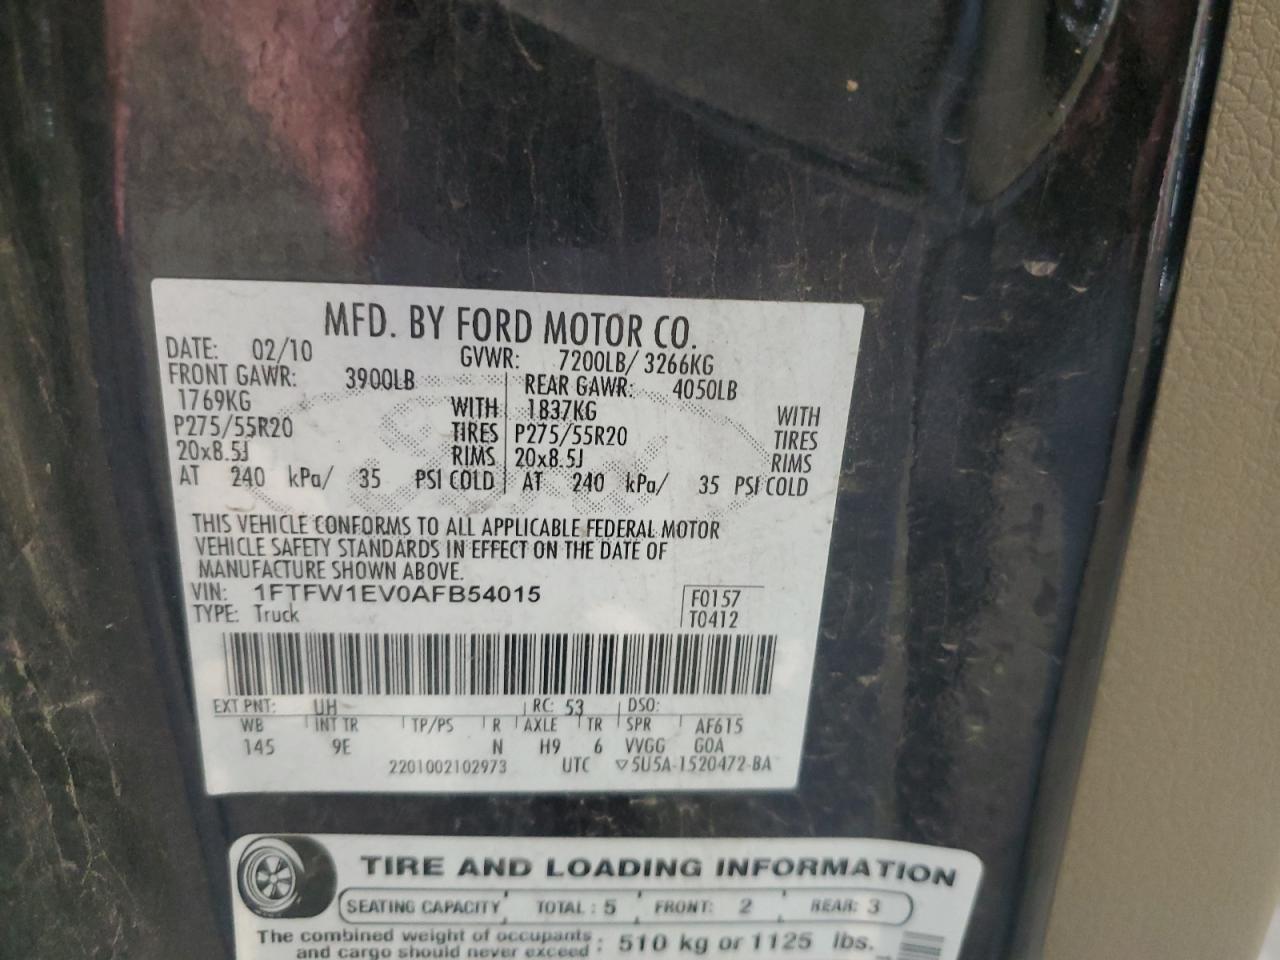 MFD. BY FORD MOTOR CO.
DATE: 02/10 GVWR: 7200LB/ 3266KG
FRONT GAWR: 3900LB REAR GAWR: 4050LB
1769KG WITH 1837KG WITH
P275/55R20 TIRES P275/55R20 TIRES
20x8.5J RIMS 20x8.5J RIMS
AT 240 kPa/ 35 PSI COLD AT 240 kPa/ 35 PSI COLD
THIS VEHICLE CONFORMS TO ALL APPLICABLE FEDERAL MOTOR
VEHICLE SAFETY STANDARDS IN EFFECT ON THE DATE OF
MANUFACTURE SHOWN ABOVE.
VIN: 1FTFW1EV0AFB54015 F0157
TYPE: Truck T0412
EXT PNT: UH RC: 53 DSO:
WB INT TR TP/PS R AXLE TR SPR AF615
145 9E N H9 6 VVGG GOA
2201002102973 UTC ▽5U5A-1520472-BA
TIRE AND LOADING INFORMATION
SEATING CAPACITY TOTAL : 5 FRONT: 2 REAR: 3
The combined weight of occupants : 510 kg or 1125 lbs.
and cargo should never exceed